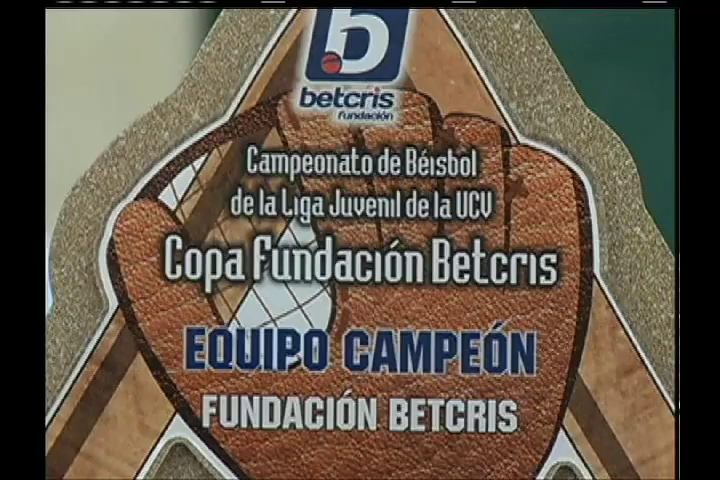 b
betcris
Fundación
Campeonato de Béisbol
de la Liga Juvenil de la UCV
Copa Fundación Betcris
EQUIPO CAMPEÓN
FUNDACIÓN BETCRIS